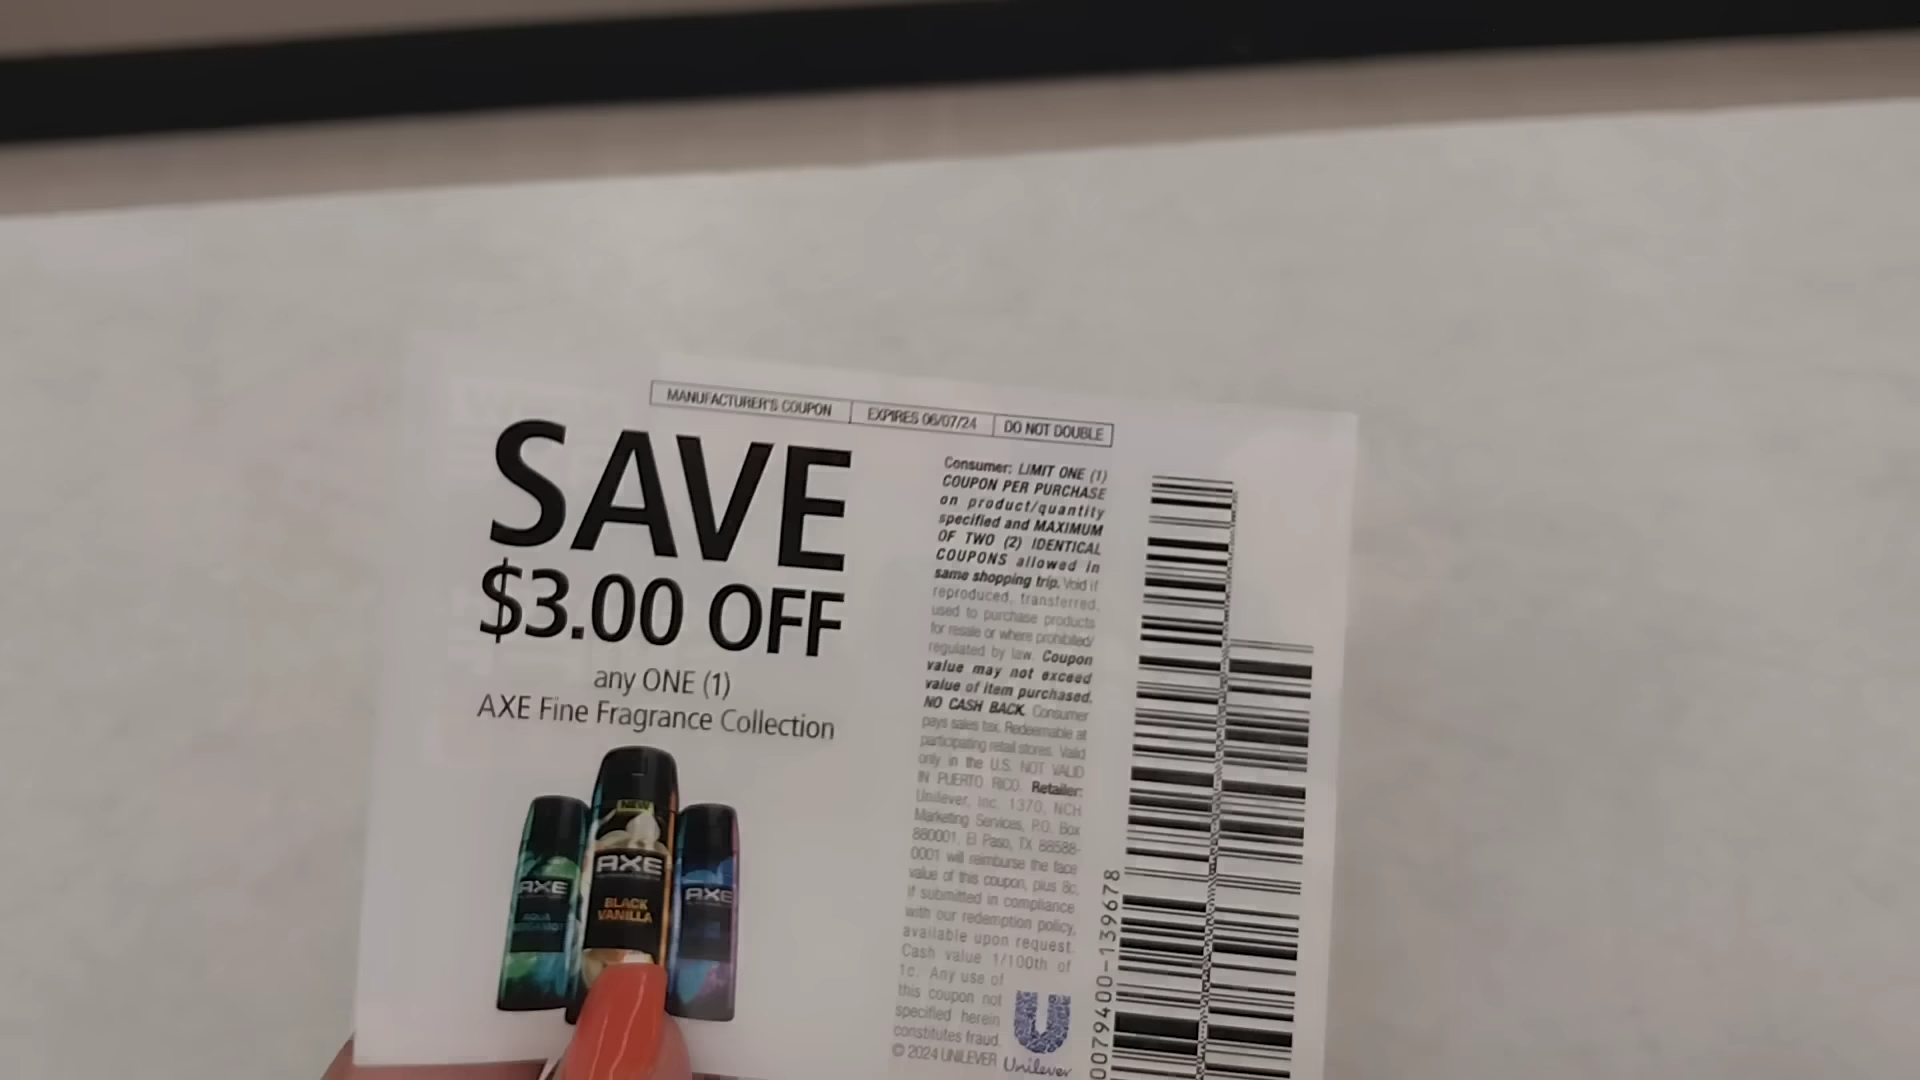 MANUFACTURER'S COUPON EXPIRES 06/07/24 DO NOT DOUBLE
SAVE
$3.00 OFF
any ONE (1)
AXE Fine Fragrance Collection
NEW
AXE
BLACK
VANILLA
AXE
AQUA
BERGAMOT
AXE
Consumer: LIMIT ONE (1)
COUPON PER PURCHASE
on product/quantity
specified and MAXIMUM
OF TWO (2) IDENTICAL
COUPONS allowed in
same shopping trip. Void if
reproduced, transferred,
used to purchase products
for resale or where prohibited/
regulated by law. Coupon
value may not exceed
value of item purchased.
NO CASH BACK. Consumer
pays sales tax. Redeemable at
participating retail stores. Valid
only in the U.S. NOT VALID
IN PUERTO RICO. Retailer:
Unilever, Inc. 1370, NCH
Marketing Services, P.O. Box
880001, El Paso, TX 88588-
0001 will reimburse the face
value of this coupon, plus 8¢,
if submitted in compliance
with our redemption policy,
available upon request.
Cash value 1/100th of
1¢. Any use of
this coupon not
specified herein
constitutes fraud.
© 2024 UNILEVER
Unilever
0079400-139678